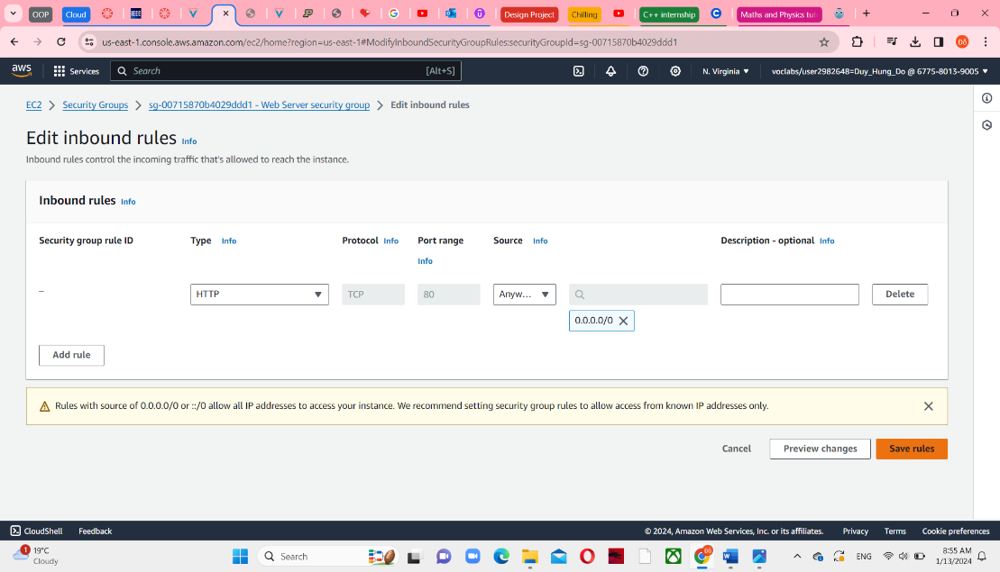 OOP
Cloud
IEEE
Design Project
Chilling
C++ internship
Maths and Physics tut
us-east-1.console.aws.amazon.com/ec2/home?region=us-east-1#ModifyInboundSecurityGroupRules:securityGroupId=sg-00715870b4029ddd1
aws
Services
Search
[Alt+S]
N. Virginia
voclabs/user2982648=Duy_Hung_Do @ 6775-8013-9005
EC2
Security Groups
sg-00715870b4029ddd1 - Web Server security group
Edit inbound rules
Edit inbound rules Info
Inbound rules control the incoming traffic that's allowed to reach the instance.
Inbound rules Info
Security group rule ID
Type Info
Protocol Info
Port range
Info
Source Info
Description - optional Info
–
HTTP
TCP
80
Anyw...
Delete
0.0.0.0/0
Add rule
Rules with source of 0.0.0.0/0 or ::/0 allow all IP addresses to access your instance. We recommend setting security group rules to allow access from known IP addresses only.
Cancel
Preview changes
Save rules
CloudShell
Feedback
© 2024, Amazon Web Services, Inc. or its affiliates.
Privacy
Terms
Cookie preferences
1
19°C
Cloudy
Search
ENG
8:55 AM
1/13/2024